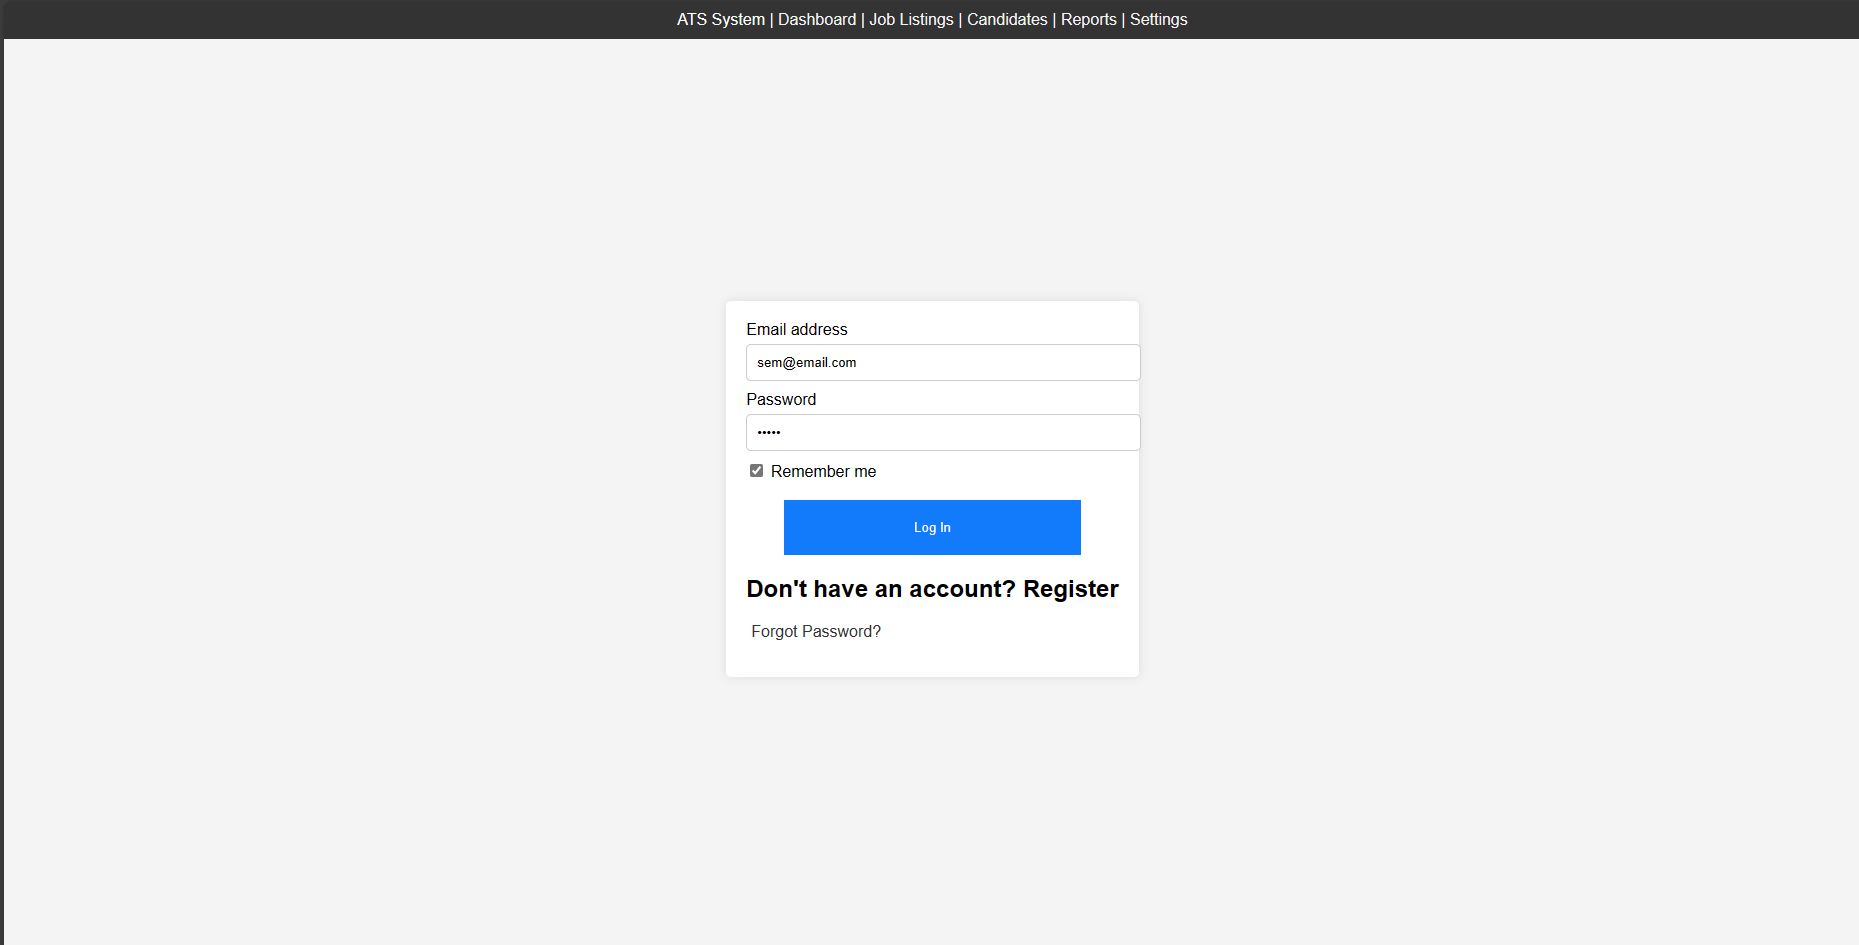 ATS System | Dashboard | Job Listings | Candidates | Reports | Settings
Email address
sem@email.com
Password
•••••
Remember me
Log In
Don't have an account? Register
Forgot Password?